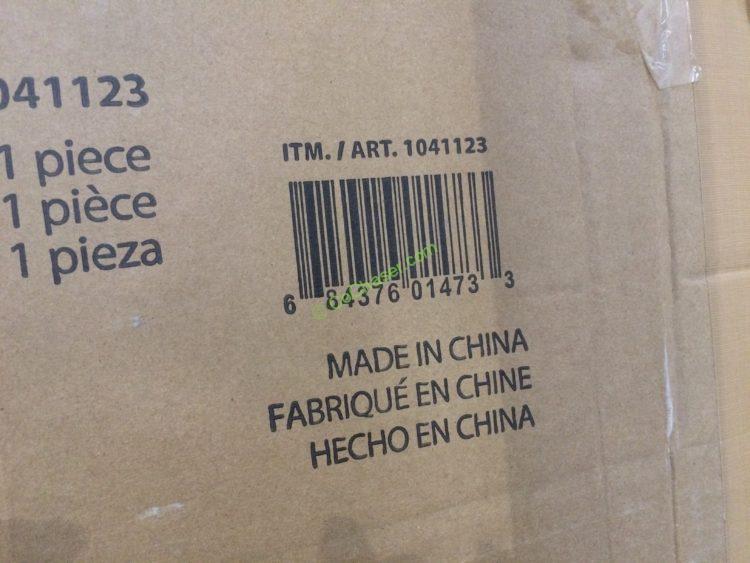 041123
1 piece
1 pièce
1 pieza
ITM. / ART. 1041123
6 84376 01473 3
MADE IN CHINA
FABRIQUÉ EN CHINE
HECHO EN CHINA